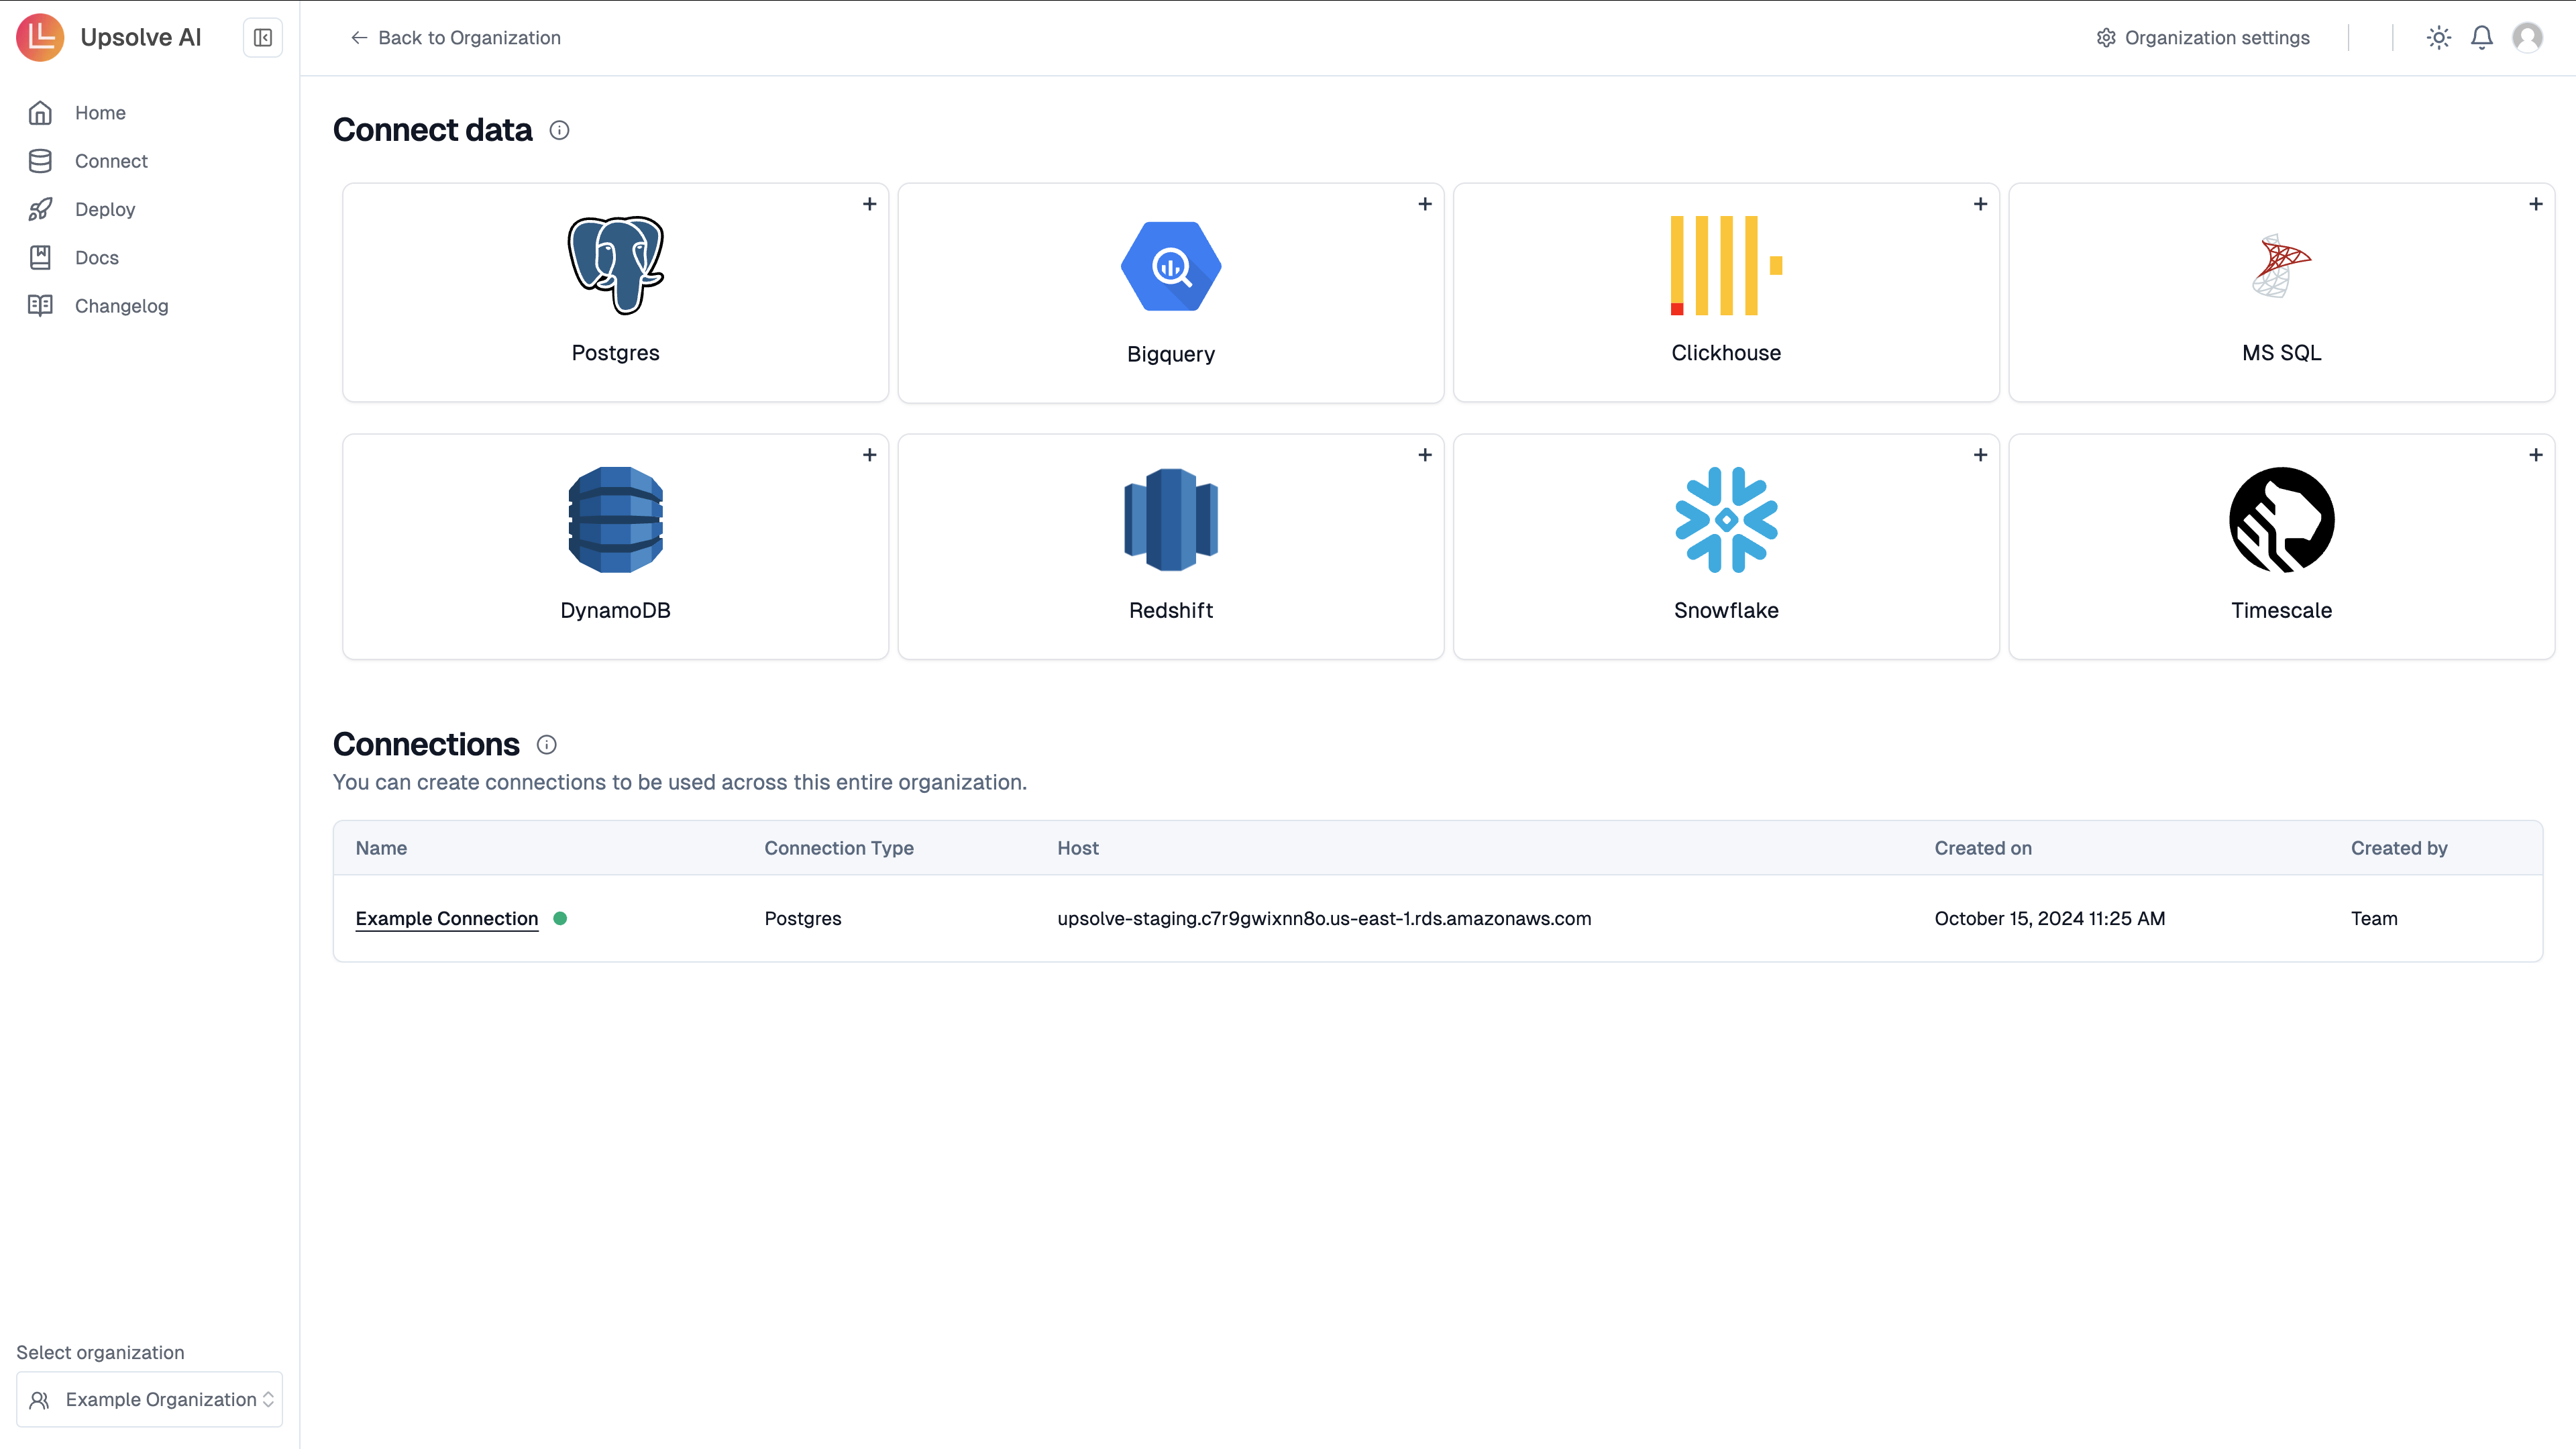 Upsolve AI
Back to Organization
Organization settings
Home
Connect
Deploy
Docs
Changelog
Connect data
Postgres
Bigquery
Clickhouse
MS SQL
DynamoDB
Redshift
Snowflake
Timescale
Connections
You can create connections to be used across this entire organization.
Name Connection Type Host Created on Created by
Example Connection Postgres upsolve-staging.c7r9gwixnn8o.us-east-1.rds.amazonaws.com October 15, 2024 11:25 AM Team
Select organization
Example Organization